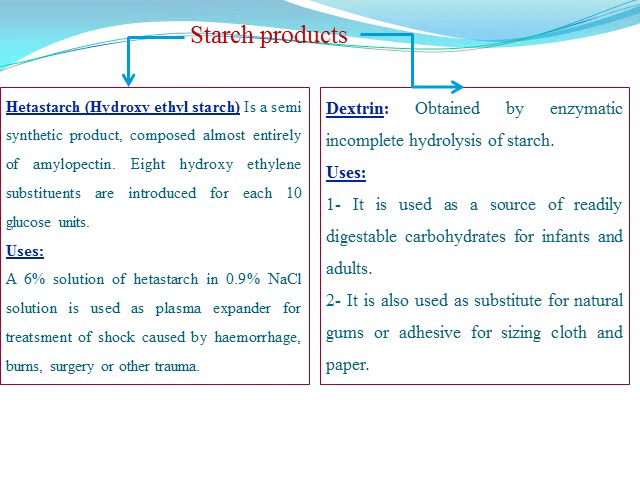 Starch products
Hetastarch (Hydroxy ethyl starch) Is a semi
synthetic product, composed almost entirely
of amylopectin. Eight hydroxy ethylene
substituents are introduced for each 10
glucose units.
Uses:
A 6% solution of hetastarch in 0.9% NaCl
solution is used as plasma expander for
treatsment of shock caused by haemorrhage,
burns, surgery or other trauma.
Dextrin: Obtained by enzymatic
incomplete hydrolysis of starch.
Uses:
1- It is used as a source of readily
digestable carbohydrates for infants and
adults.
2- It is also used as substitute for natural
gums or adhesive for sizing cloth and
paper.